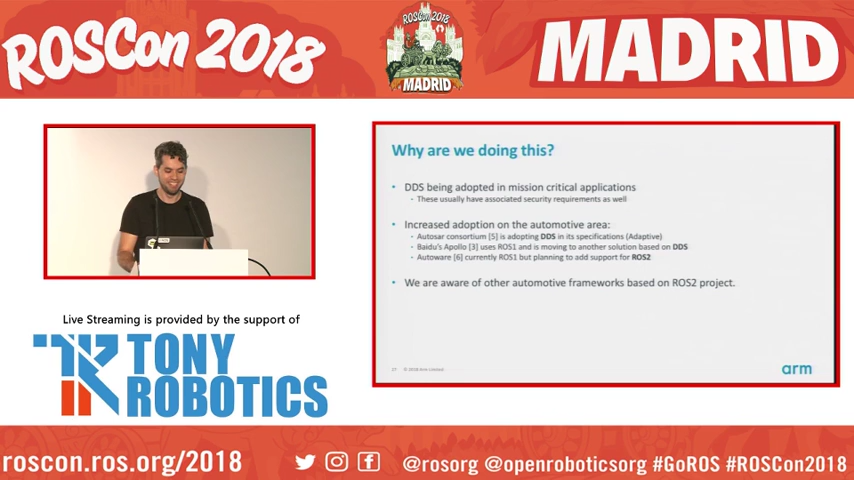 ROSCon 2018
ROSCon 2018
MADRID
MADRID
Why are we doing this?
• DDS being adopted in mission critical applications
• These usually have associated security requirements as well
• Increased adoption on the automotive area:
• Autosar consortium [5] is adopting DDS in its specifications (Adaptive)
• Baidu's Apollo [3] uses ROS1 and is moving to another solution based on DDS
• Autoware [6] currently ROS1 but planning to add support for ROS2
• We are aware of other automotive frameworks based on ROS2 project.
© 2018 Arm Limited
arm
Live Streaming is provided by the support of
TONY
ROBOTICS
roscon.ros.org/2018
@rosorg @openroboticsorg #GoROS #ROSCon2018